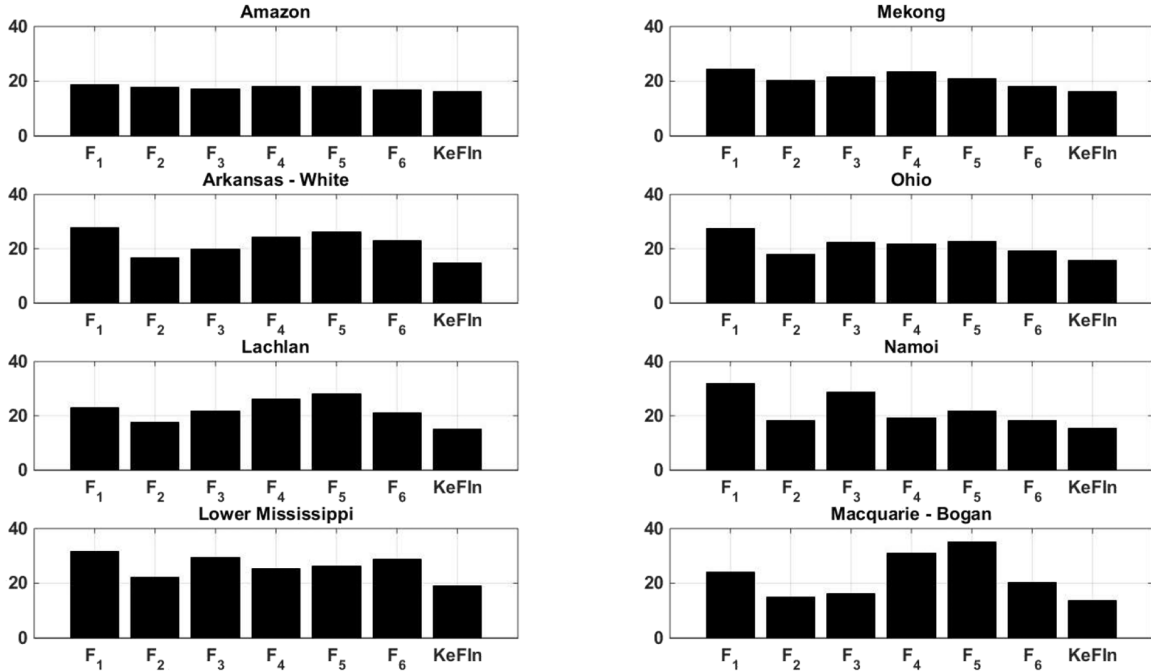 Amazon
40
20
0
F1 F2 F3 F4 F5 F6 KeFIn
Mekong
40
20
0
F1 F2 F3 F4 F5 F6 KeFIn
Arkansas - White
40
20
0
F1 F2 F3 F4 F5 F6 KeFIn
Ohio
40
20
0
F1 F2 F3 F4 F5 F6 KeFIn
Lachlan
40
20
0
F1 F2 F3 F4 F5 F6 KeFIn
Namoi
40
20
0
F1 F2 F3 F4 F5 F6 KeFIn
Lower Mississippi
40
20
0
F1 F2 F3 F4 F5 F6 KeFIn
Macquarie - Bogan
40
20
0
F1 F2 F3 F4 F5 F6 KeFIn